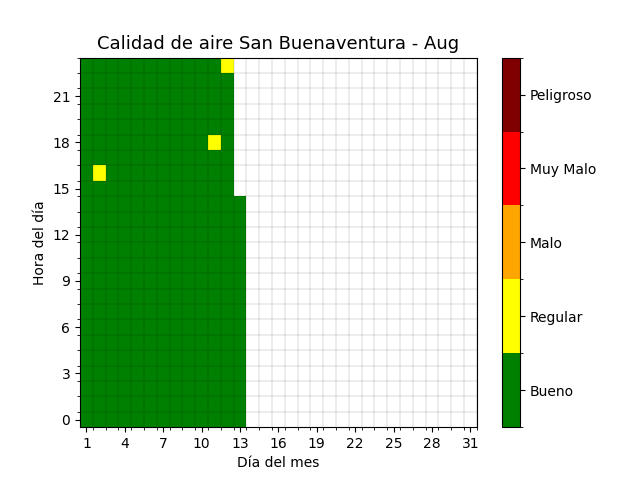 Calidad de aire San Buenaventura - Aug
Hora del día
21
18
15
12
9
6
3
0
1 4 7 10 13 16 19 22 25 28 31
Día del mes
Peligroso
Muy Malo
Malo
Regular
Bueno